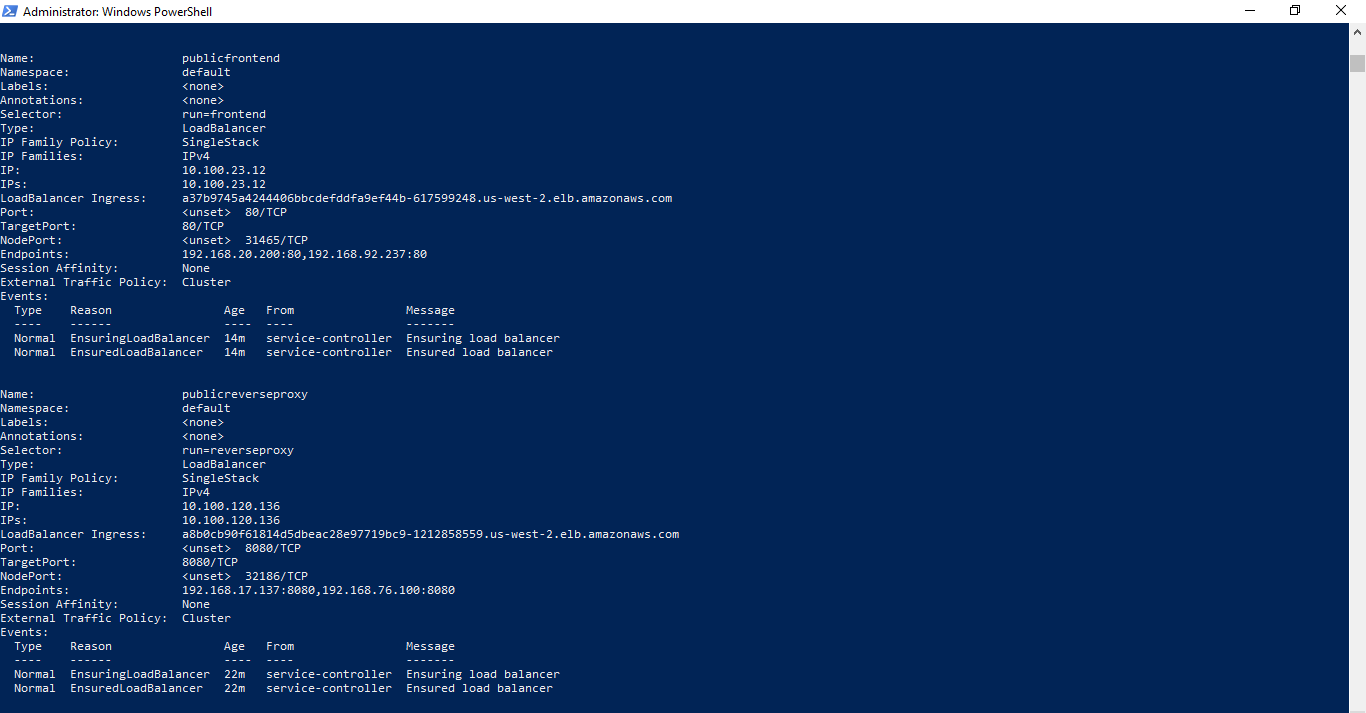 Administrator: Windows PowerShell
Name: publicfrontend
Namespace: default
Labels: <none>
Annotations: <none>
Selector: run=frontend
Type: LoadBalancer
IP Family Policy: SingleStack
IP Families: IPv4
IP: 10.100.23.12
IPs: 10.100.23.12
LoadBalancer Ingress: a37b9745a4244406bbcdefddfa9ef44b-617599248.us-west-2.elb.amazonaws.com
Port: <unset> 80/TCP
TargetPort: 80/TCP
NodePort: <unset> 31465/TCP
Endpoints: 192.168.20.200:80,192.168.92.237:80
Session Affinity: None
External Traffic Policy: Cluster
Events:
Type Reason Age From Message
---- ------ ---- ---- -------
Normal EnsuringLoadBalancer 14m service-controller Ensuring load balancer
Normal EnsuredLoadBalancer 14m service-controller Ensured load balancer
Name: publicreverseproxy
Namespace: default
Labels: <none>
Annotations: <none>
Selector: run=reverseproxy
Type: LoadBalancer
IP Family Policy: SingleStack
IP Families: IPv4
IP: 10.100.120.136
IPs: 10.100.120.136
LoadBalancer Ingress: a8b0cb90f61814d5dbeac28e97719bc9-1212858559.us-west-2.elb.amazonaws.com
Port: <unset> 8080/TCP
TargetPort: 8080/TCP
NodePort: <unset> 32186/TCP
Endpoints: 192.168.17.137:8080,192.168.76.100:8080
Session Affinity: None
External Traffic Policy: Cluster
Events:
Type Reason Age From Message
---- ------ ---- ---- -------
Normal EnsuringLoadBalancer 22m service-controller Ensuring load balancer
Normal EnsuredLoadBalancer 22m service-controller Ensured load balancer